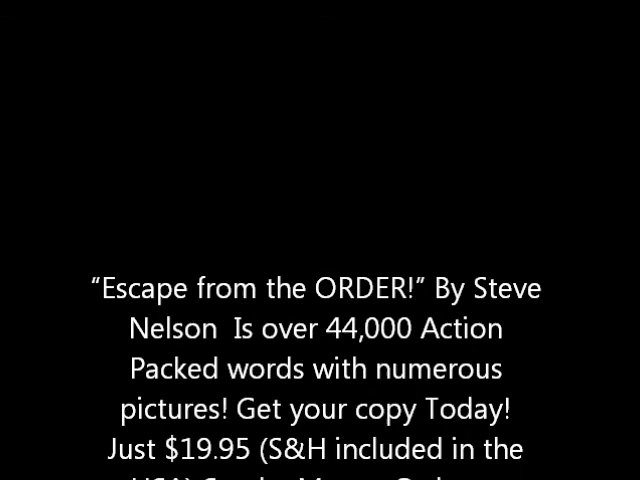 “Escape from the ORDER!” By Steve
Nelson  Is over 44,000 Action
Packed words with numerous
pictures! Get your copy Today!
Just $19.95 (S&H included in the